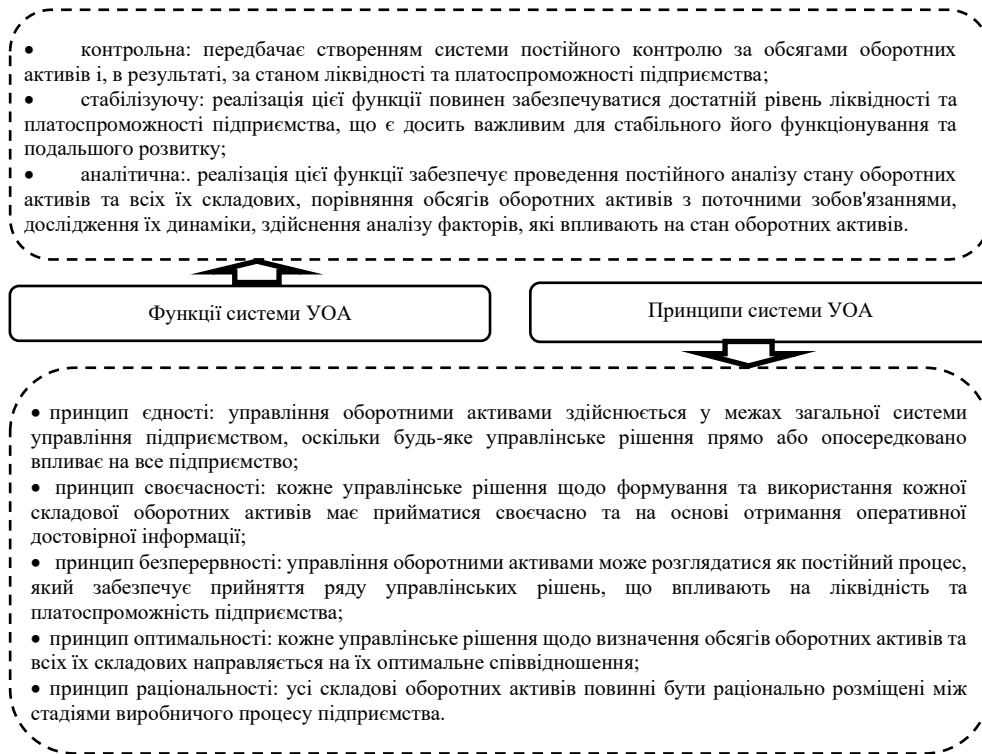 • контрольна: передбачає створенням системи постійного контролю за обсягами оборотних
активів і, в результаті, за станом ліквідності та платоспроможності підприємства;
• стабілізуючу: реалізація цієї функції повинен забезпечуватися достатній рівень ліквідності та
платоспроможності підприємства, що є досить важливим для стабільного його функціонування та
подальшого розвитку;
• аналітична:. реалізація цієї функції забезпечує проведення постійного аналізу стану оборотних
активів та всіх їх складових, порівняння обсягів оборотних активів з поточними зобов'язаннями,
дослідження їх динаміки, здійснення аналізу факторів, які впливають на стан оборотних активів.
Функції системи УОА
Принципи системи УОА
• принцип єдності: управління оборотними активами здійснюється у межах загальної системи
управління підприємством, оскільки будь-яке управлінське рішення прямо або опосередковано
впливає на все підприємство;
• принцип своєчасності: кожне управлінське рішення щодо формування та використання кожної
складової оборотних активів має прийматися своєчасно та на основі отримання оперативної
достовірної інформації;
• принцип безперервності: управління оборотними активами може розглядатися як постійний процес,
який забезпечує прийняття ряду управлінських рішень, що впливають на ліквідність та
платоспроможність підприємства;
• принцип оптимальності: кожне управлінське рішення щодо визначення обсягів оборотних активів та
всіх їх складових направляється на їх оптимальне співвідношення;
• принцип раціональності: усі складові оборотних активів повинні бути раціонально розміщені між
стадіями виробничого процесу підприємства.